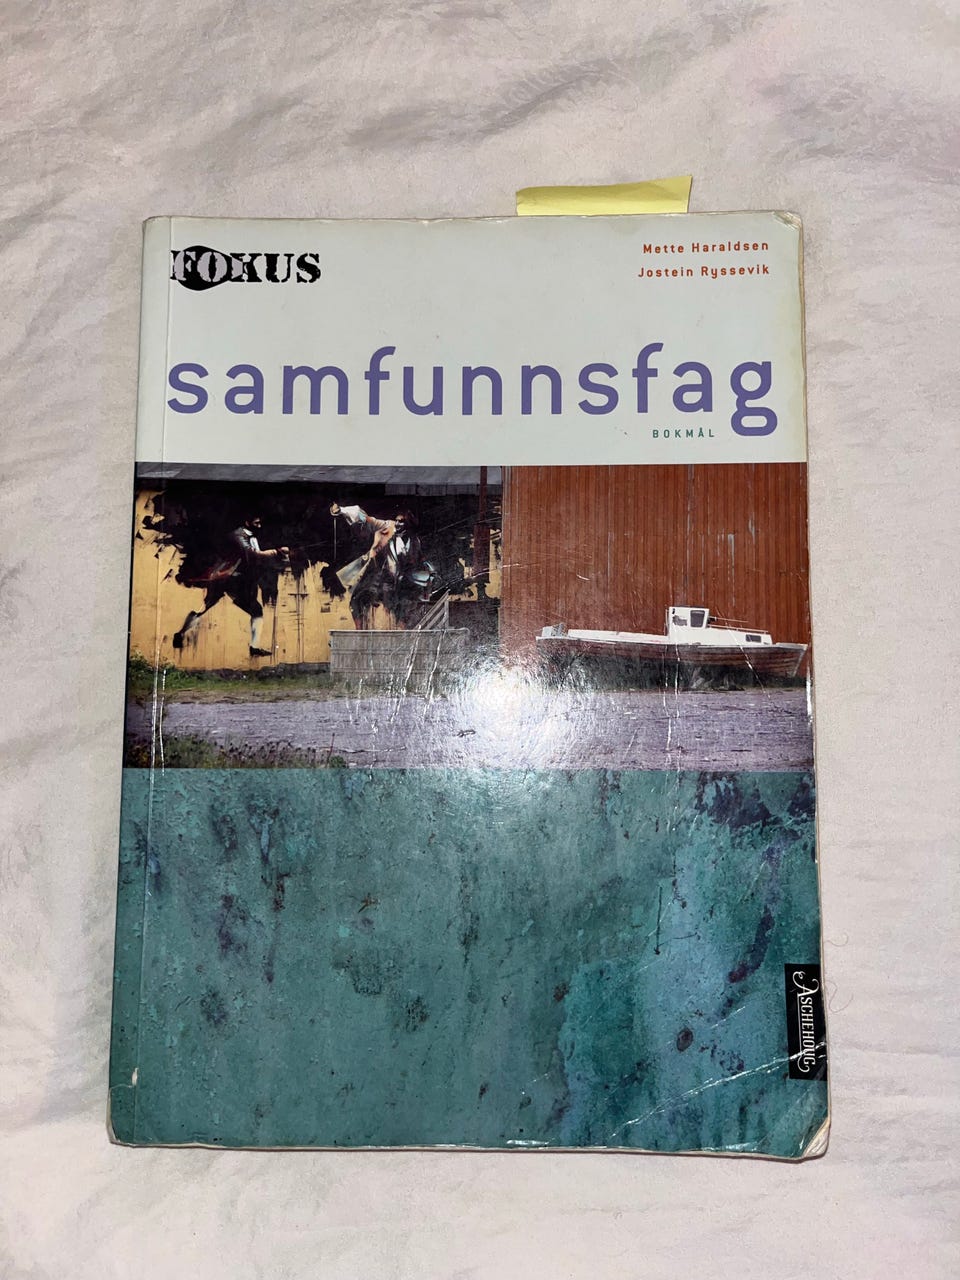 FOKUS
Mette Haraldsen
Jostein Ryssevik
samfunnsfag
BOKMÅL
ASCHEHOUG